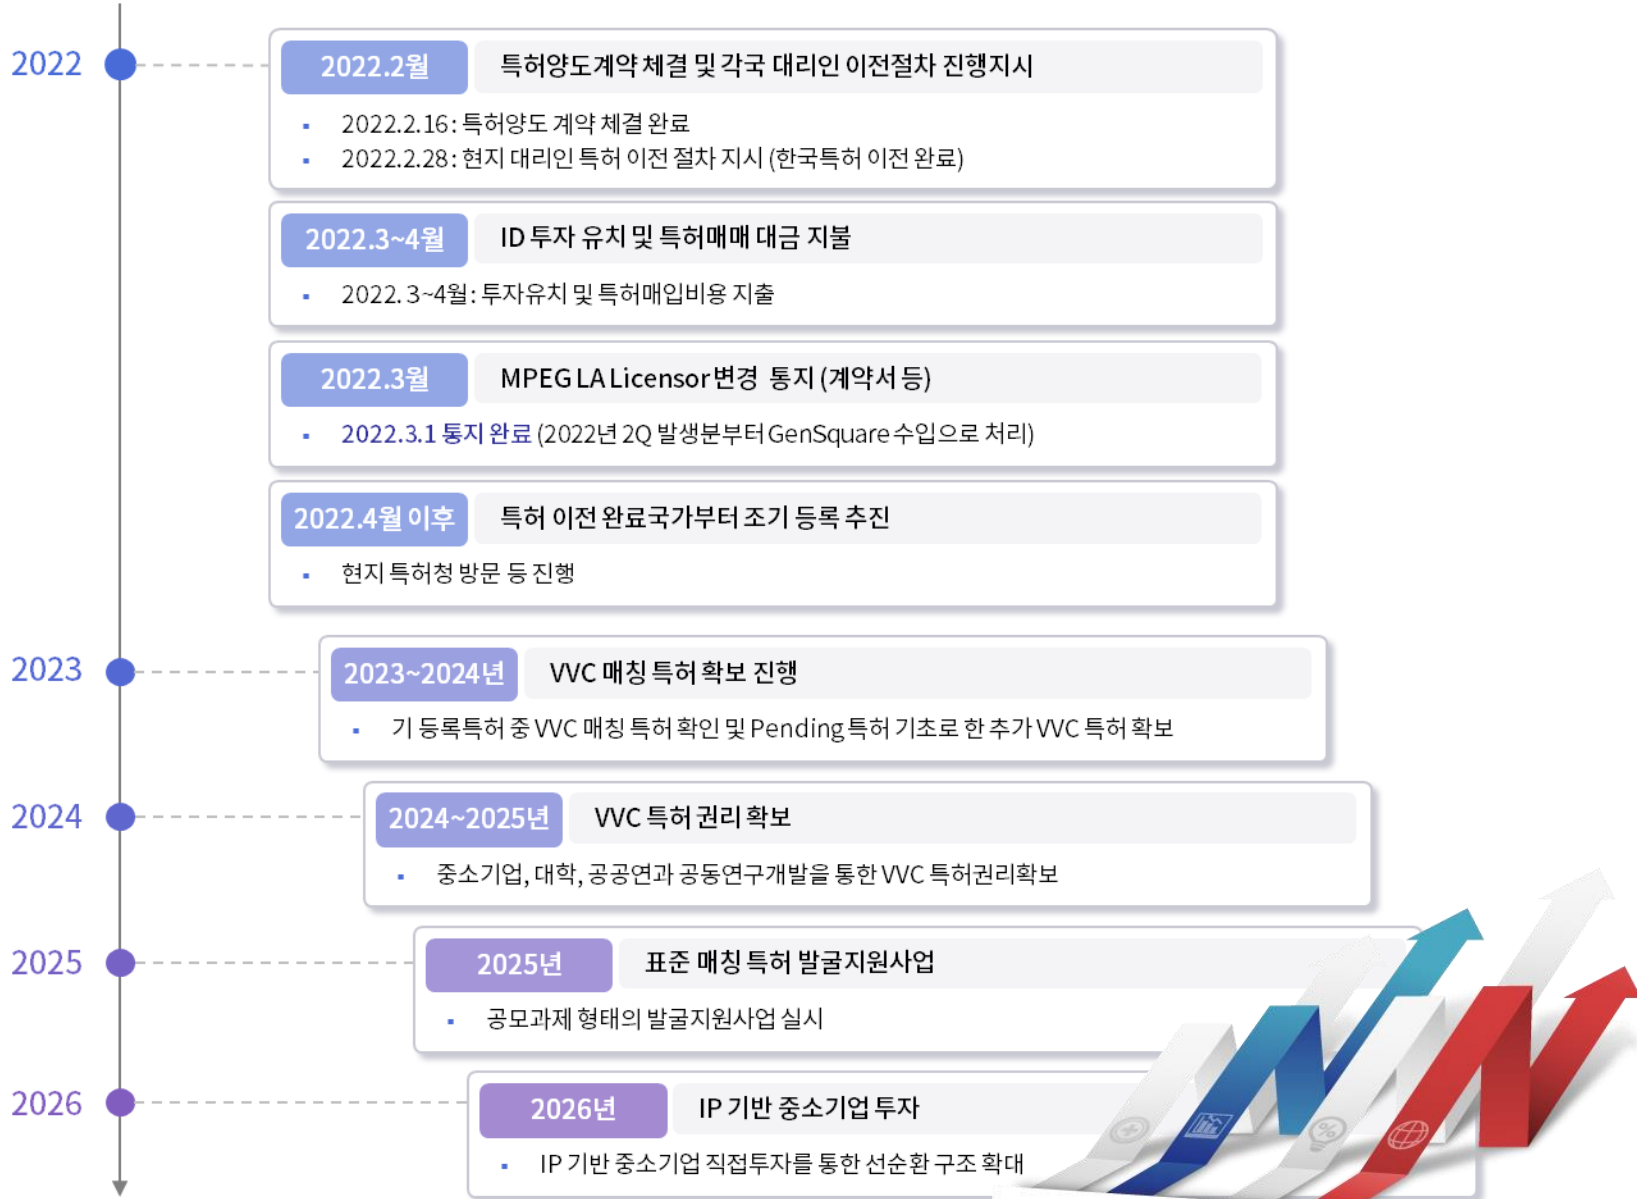 2022
2022.2월
특허양도계약 체결 및 각국 대리인 이전절차 진행지시
▪ 2022.2.16 : 특허양도 계약 체결 완료
▪ 2022.2.28 : 현지 대리인 특허 이전 절차 지시 (한국특허 이전 완료)
2022.3~4월
ID 투자 유치 및 특허매매 대금 지불
▪ 2022. 3~4월 : 투자유치 및 특허매입비용 지출
2022.3월
MPEG LA Licensor 변경 통지 (계약서 등)
▪ 2022.3.1 통지 완료 (2022년 2Q 발생분부터 GenSquare 수입으로 처리)
2022.4월 이후
특허 이전 완료국가부터 조기 등록 추진
▪ 현지 특허청 방문 등 진행
2023
2023~2024년
VVC 매칭 특허 확보 진행
▪ 기 등록특허 중 VVC 매칭 특허 확인 및 Pending 특허 기초로 한 추가 VVC 특허 확보
2024
2024~2025년
VVC 특허 권리 확보
▪ 중소기업, 대학, 공공연과 공동연구개발을 통한 VVC 특허권리확보
2025
2025년
표준 매칭 특허 발굴지원사업
▪ 공모과제 형태의 발굴지원사업 실시
2026
2026년
IP 기반 중소기업 투자
▪ IP 기반 중소기업 직접투자를 통한 선순환 구조 확대
%